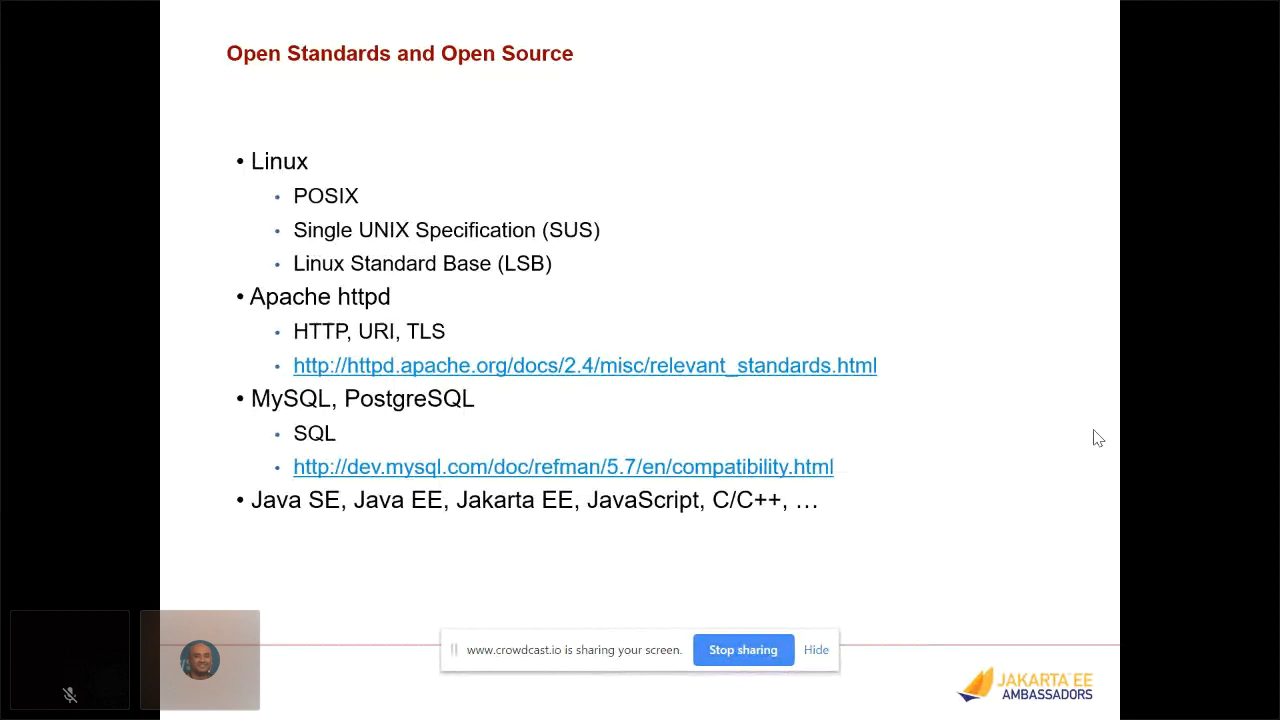 Open Standards and Open Source
• Linux
• POSIX
• Single UNIX Specification (SUS)
• Linux Standard Base (LSB)
• Apache httpd
• HTTP, URI, TLS
• http://httpd.apache.org/docs/2.4/misc/relevant_standards.html
• MySQL, PostgreSQL
• SQL
• http://dev.mysql.com/doc/refman/5.7/en/compatibility.html
• Java SE, Java EE, Jakarta EE, JavaScript, C/C++, …
www.crowdcast.io is sharing your screen. Stop sharing Hide
JAKARTA EE
AMBASSADORS